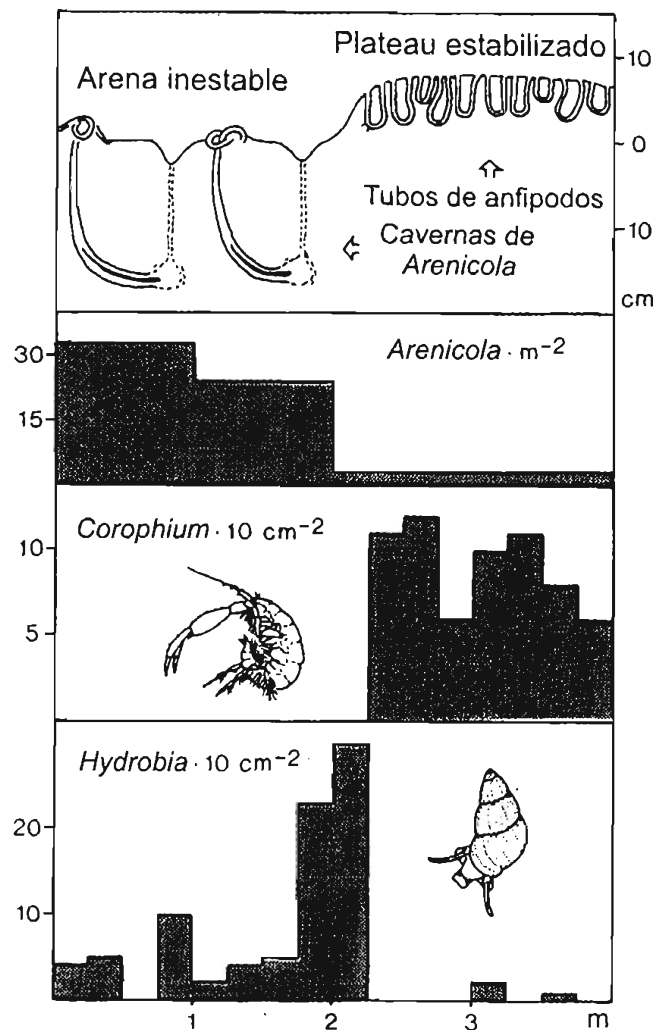 Plateau estabilizado
Arena inestable
10
0
10
cm
Tubos de anfipodos
Cavernas de
Arenicola
30
15
Arenicola · m⁻²
Corophium · 10 cm⁻²
10
5
Hydrobia · 10 cm⁻²
20
10
1 2 3 m